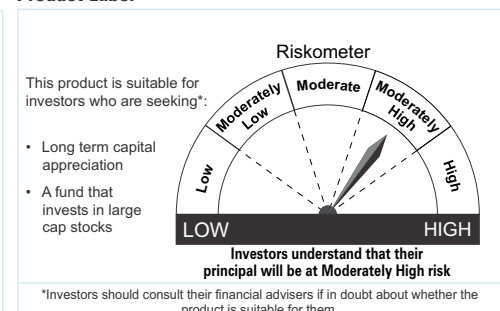 Riskometer
This product is suitable for
investors who are seeking*:
• Long term capital
appreciation
• A fund that
invests in large
cap stocks
Low
Moderately
Low
Moderate
Moderately
High
High
LOW
HIGH
Investors understand that their
principal will be at Moderately High risk
*Investors should consult their financial advisers if in doubt about whether the
product is suitable for them